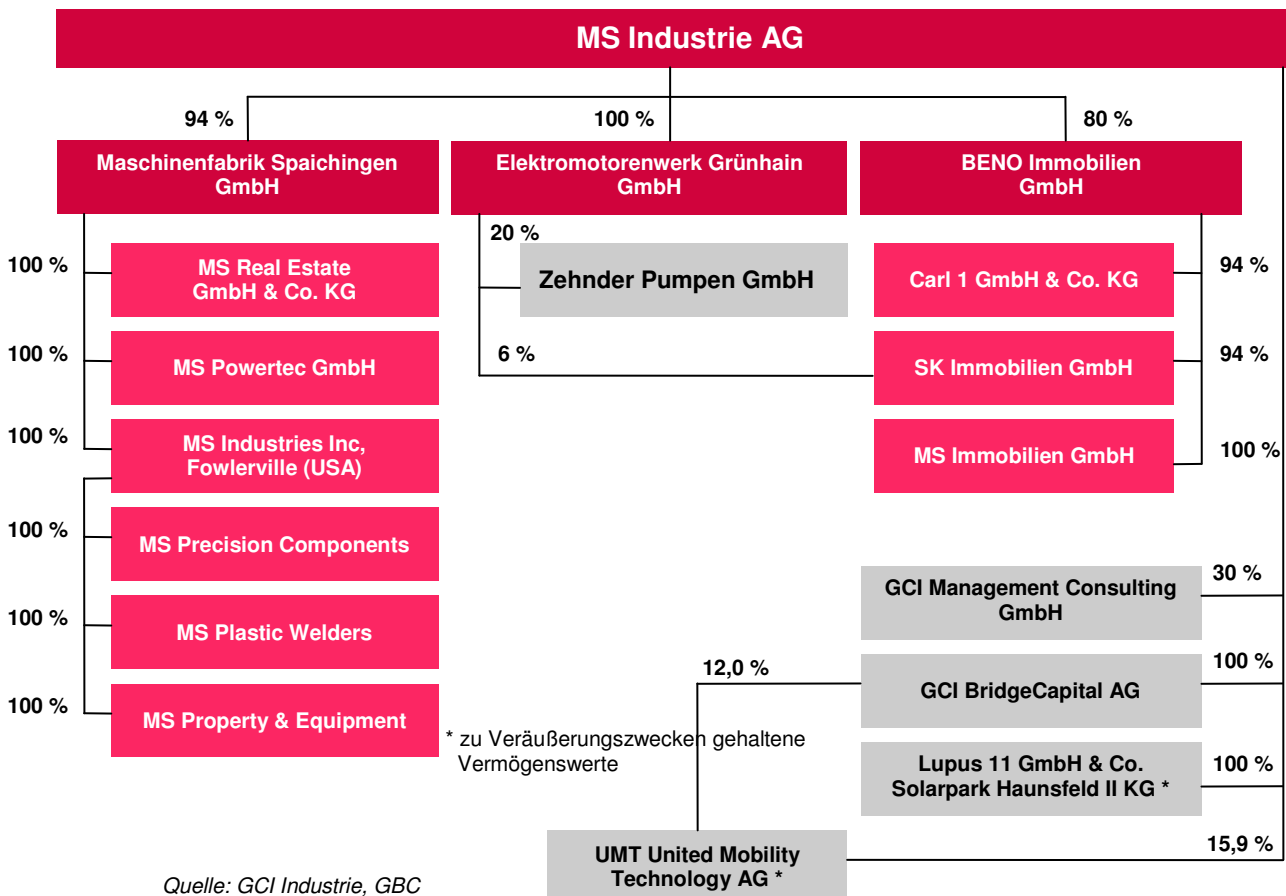 MS Industrie AG
94 %
100 %
80 %
Maschinenfabrik Spaichingen
GmbH
Elektromotorenwerk Grünhain
GmbH
BENO Immobilien
GmbH
100 %
MS Real Estate
GmbH & Co. KG
20 %
Zehnder Pumpen GmbH
Carl 1 GmbH & Co. KG
94 %
100 %
MS Powertec GmbH
6 %
SK Immobilien GmbH
94 %
100 %
MS Industries Inc,
Fowlerville (USA)
MS Immobilien GmbH
100 %
100 %
MS Precision Components
GCI Management Consulting
GmbH
30 %
100 %
MS Plastic Welders
12,0 %
GCI BridgeCapital AG
100 %
100 %
MS Property & Equipment
* zu Veräußerungszwecken gehaltene
Vermögenswerte
Lupus 11 GmbH & Co.
Solarpark Haunsfeld II KG *
100 %
UMT United Mobility
Technology AG *
15,9 %
Quelle: GCI Industrie, GBC